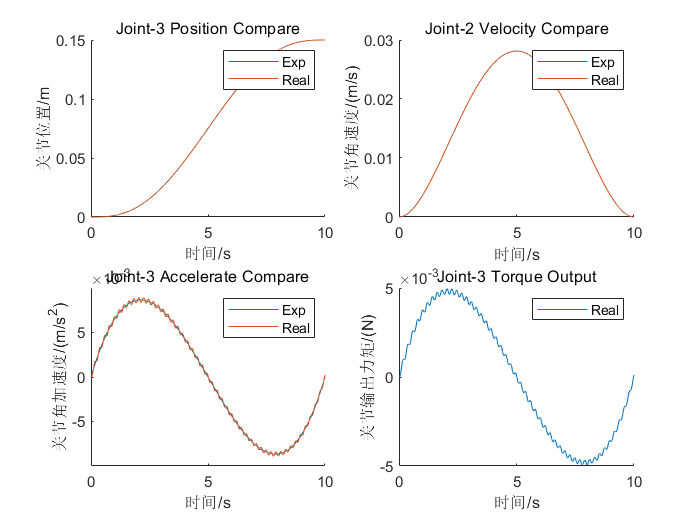 Joint-3 Position Compare
0.15
0.1
0.05
0
0
5
10
关节位置/m
时间/s
Exp
Real
Joint-2 Velocity Compare
0.03
0.02
0.01
0
0
5
10
关节角速度/(m/s)
时间/s
Exp
Real
Joint-3 Accelerate Compare
5
0
-5
0
5
10
关节角加速度/(m/s²)
时间/s
Exp
Real
×10⁻³
Joint-3 Torque Output
5
0
-5
0
5
10
关节输出力矩/(N)
时间/s
Real